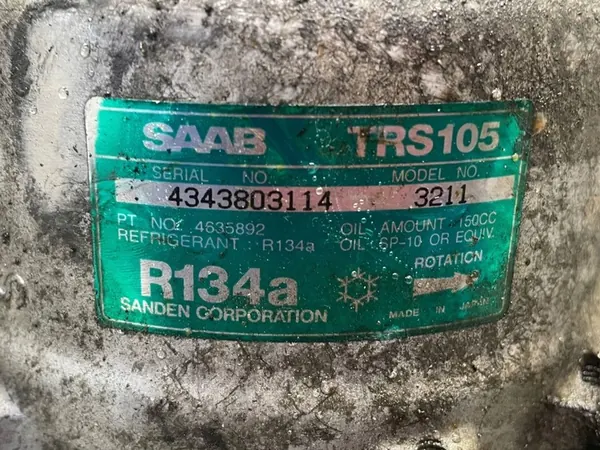 SAAB TRS105
SERIAL NO. MODEL NO.
4343803114 3211
PT NO: 4635892 OIL AMOUNT: 150CC
REFRIGERANT: R134a OIL: SP-10 OR EQUIV.
R134a ROTATION
SANDEN CORPORATION MADE IN JAPAN